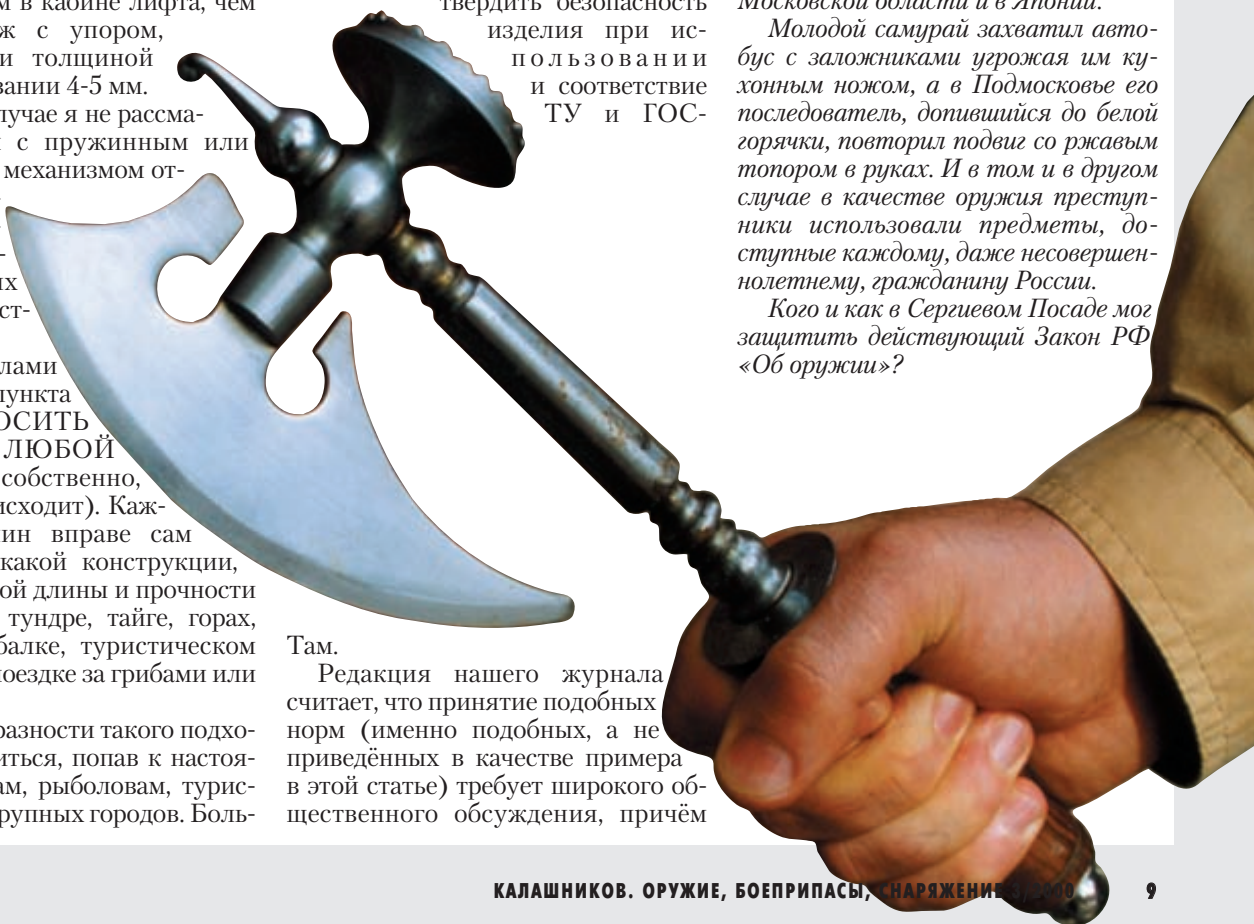 м в кабине лифта, чем
ж с упором,
и толщиной
вании 4-5 мм.
лучае я не рассма-
с пружинным или
механизмом от-
-
их
ст-
лами
пункта
ОСИТЬ
ЛЮБОЙ
собственно,
исходит). Каж-
ин вправе сам
какой конструкции,
ой длины и прочности
тундре, тайге, горах,
балке, туристическом
поездке за грибами или
разности такого подхо-
иться, попав к настоя-
ам, рыболовам, турис-
рупных городов. Боль-
твердить безопасность
изделия при ис-
пользовании
и соответствие
ТУ и ГОС-
Там.
Редакция нашего журнала
считает, что принятие подобных
норм (именно подобных, а не
приведённых в качестве примера
в этой статье) требует широкого об-
щественного обсуждения, причём
Московской области и в Японии.
Молодой самурай захватил авто-
бус с заложниками угрожая им ку-
хонным ножом, а в Подмосковье его
последователь, допившийся до белой
горячки, повторил подвиг со ржавым
топором в руках. И в том и в другом
случае в качестве оружия преступ-
ники использовали предметы, до-
ступные каждому, даже несовершен-
нолетнему, гражданину России.
Кого и как в Сергиевом Посаде мог
защитить действующий Закон РФ
«Об оружии»?
КАЛАШНИКОВ. ОРУЖИЕ, БОЕПРИПАСЫ, СНАРЯЖЕНИЕ 3/2000 9